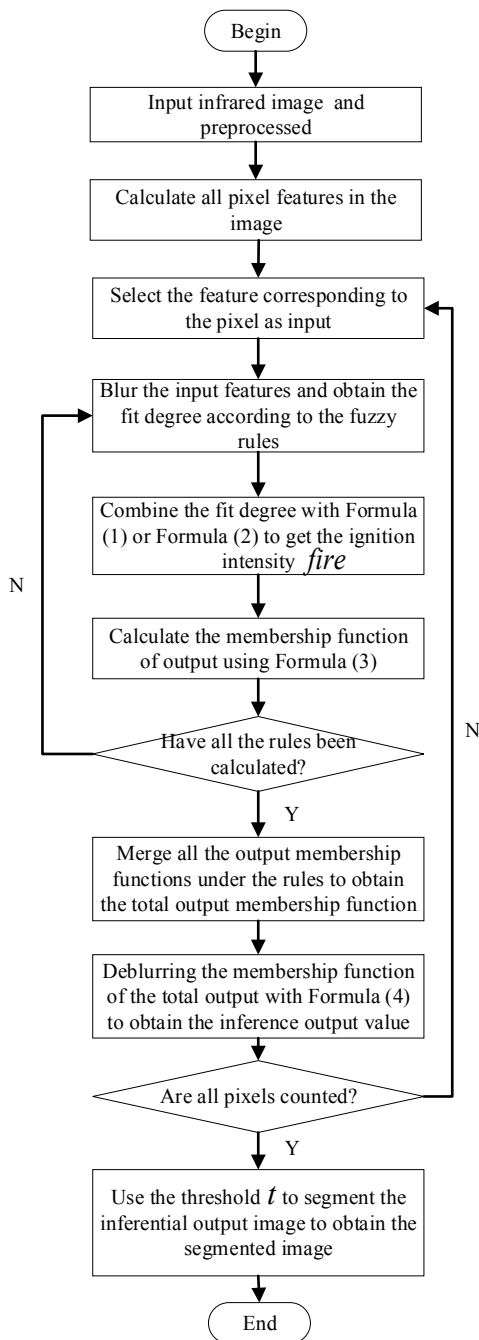 Begin
Input infrared image and
preprocessed
Calculate all pixel features in the
image
Select the feature corresponding to
the pixel as input
Blur the input features and obtain the
fit degree according to the fuzzy
rules
Combine the fit degree with Formula
(1) or Formula (2) to get the ignition
intensity fire
N
Calculate the membership function
of output using Formula (3)
N
Have all the rules been
calculated?
Y
Merge all the output membership
functions under the rules to obtain
the total output membership function
Deblurring the membership function
of the total output with Formula (4)
to obtain the inference output value
Are all pixels counted?
Y
Use the threshold t to segment the
inferential output image to obtain the
segmented image
End